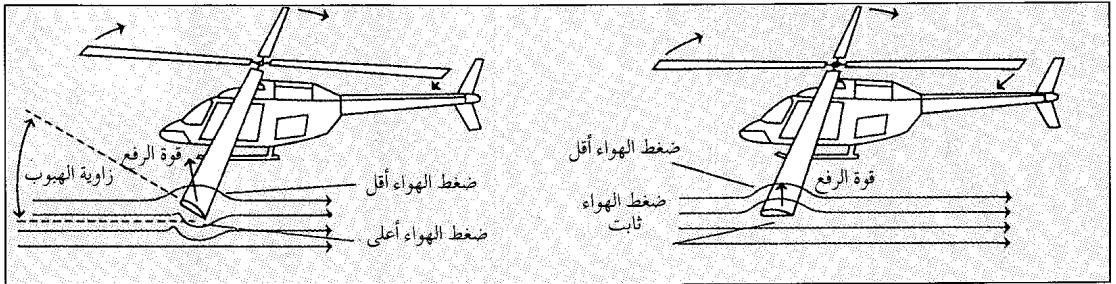 ضغط الهواء أقل
قوة الرفع
ضغط الهواء
ثابت
قوة الرفع
زاوية الهبوب
ضغط الهواء أقل
ضغط الهواء أعلى